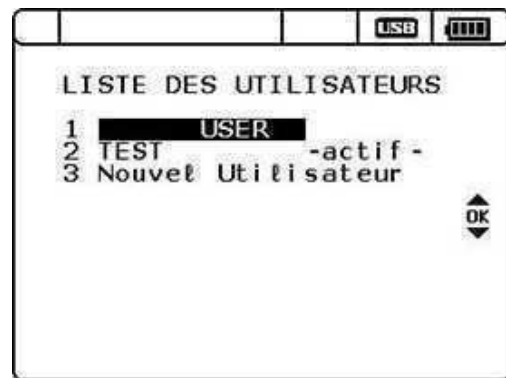 USB
LISTE DES UTILISATEURS
1 USER
2 TEST -actif-
3 Nouvel Utilisateur
OK